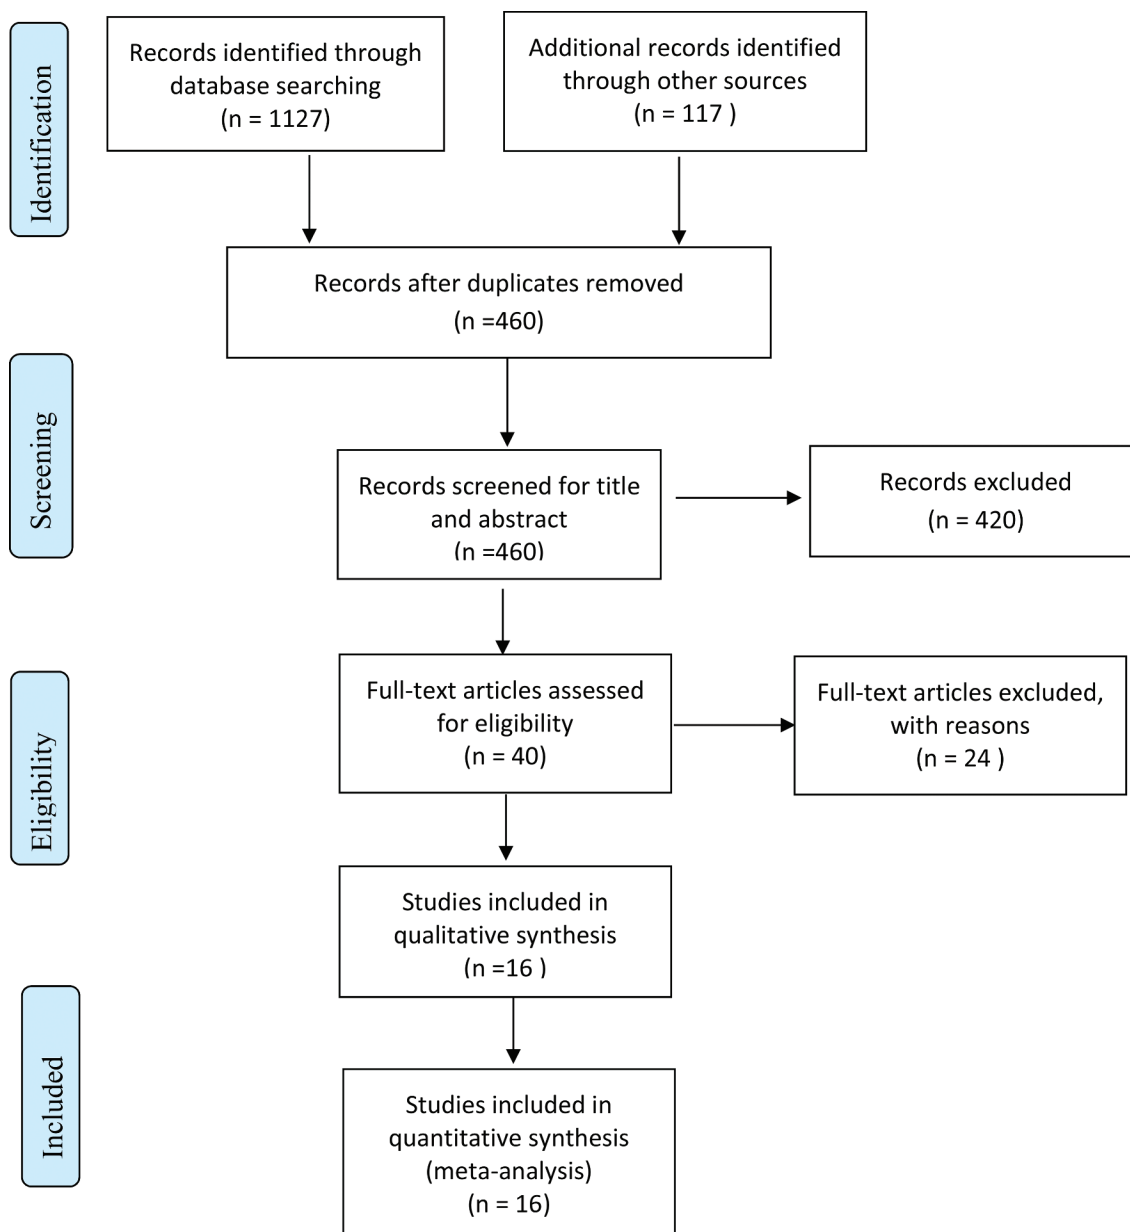 Identification
Records identified through
database searching
(n = 1127)
Additional records identified
through other sources
(n = 117 )
Records after duplicates removed
(n =460)
Screening
Records screened for title
and abstract
(n =460)
Records excluded
(n = 420)
Eligibility
Full-text articles assessed
for eligibility
(n = 40)
Full-text articles excluded,
with reasons
(n = 24 )
Studies included in
qualitative synthesis
(n =16 )
Included
Studies included in
quantitative synthesis
(meta-analysis)
(n = 16)